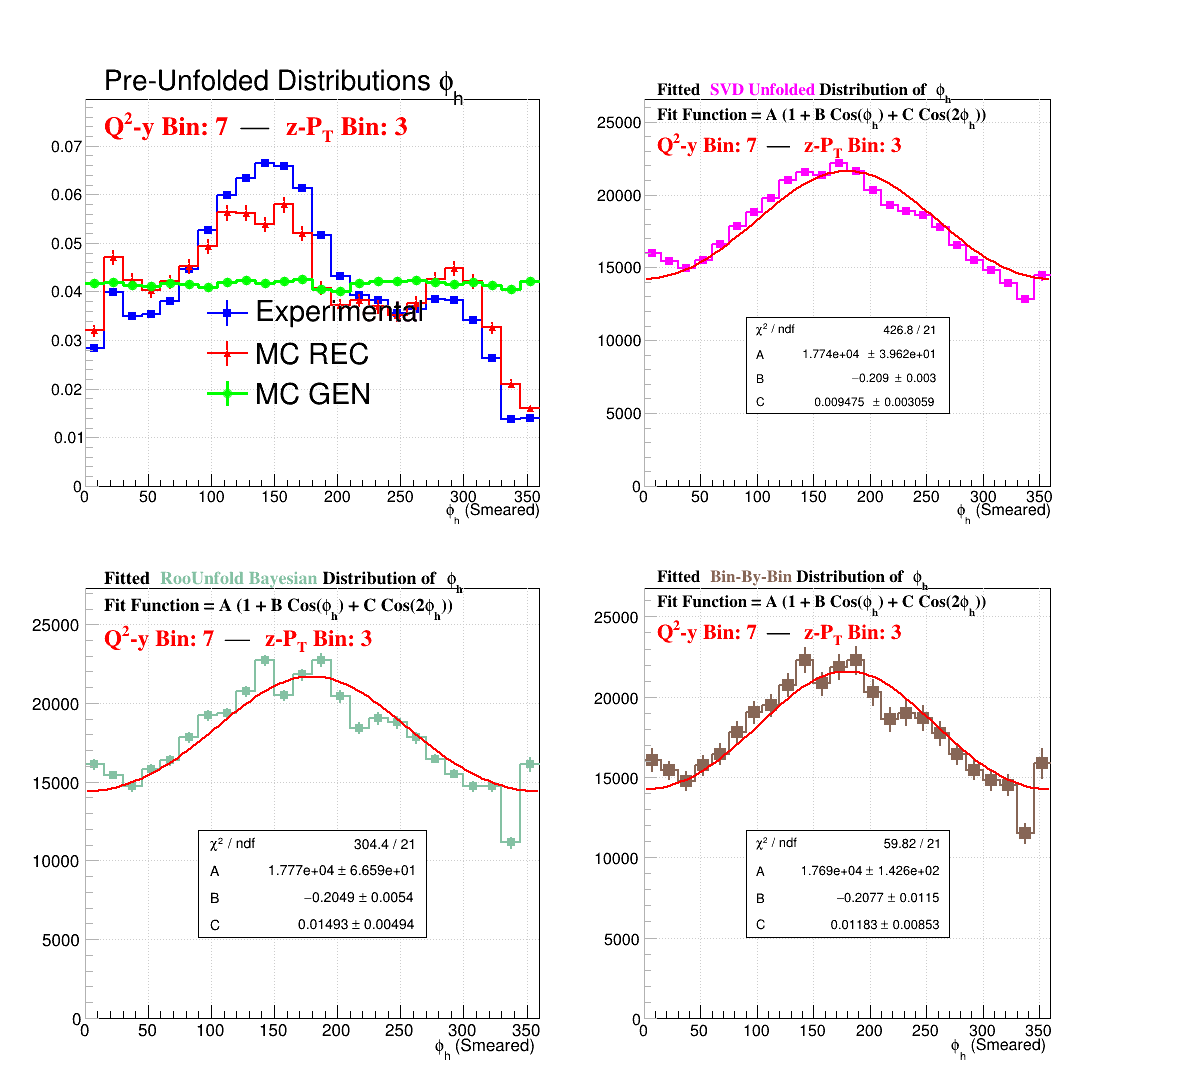 Pre-Unfolded Distributions ϕh
Q²-y Bin: 7 — z-PT Bin: 3
0.07
0.06
0.05
0.04
0.03
0.02
0.01
0
Experimental
MC REC
MC GEN
0 50 100 150 200 250 300 350
ϕh (Smeared)
Fitted SVD Unfolded Distribution of ϕh
Fit Function = A (1 + B Cos(ϕh) + C Cos(2ϕh))
Q²-y Bin: 7 — z-PT Bin: 3
25000
20000
15000
10000
5000
0
χ² / ndf 426.8 / 21
A 1.774e+04 ± 3.962e+01
B −0.209 ± 0.003
C 0.009475 ± 0.003059
0 50 100 150 200 250 300 350
ϕh (Smeared)
Fitted RooUnfold Bayesian Distribution of ϕh
Fit Function = A (1 + B Cos(ϕh) + C Cos(2ϕh))
Q²-y Bin: 7 — z-PT Bin: 3
25000
20000
15000
10000
5000
0
χ² / ndf 304.4 / 21
A 1.777e+04 ± 6.659e+01
B −0.2049 ± 0.0054
C 0.01493 ± 0.00494
0 50 100 150 200 250 300 350
ϕh (Smeared)
Fitted Bin-By-Bin Distribution of ϕh
Fit Function = A (1 + B Cos(ϕh) + C Cos(2ϕh))
Q²-y Bin: 7 — z-PT Bin: 3
25000
20000
15000
10000
5000
0
χ² / ndf 59.82 / 21
A 1.769e+04 ± 1.426e+02
B −0.2077 ± 0.0115
C 0.01183 ± 0.00853
0 50 100 150 200 250 300 350
ϕh (Smeared)